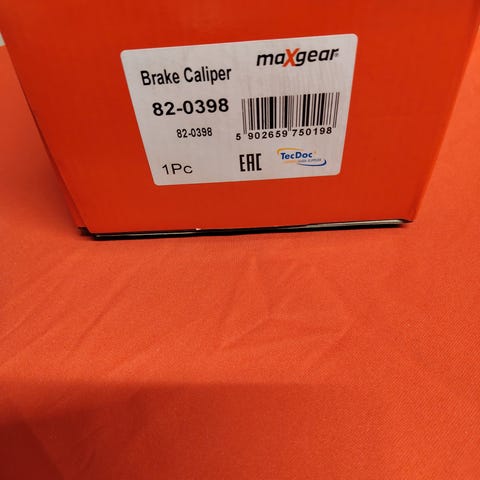 maXgear
Brake Caliper
82-0398
82-0398
5 902659 750198
1Pc
EAC
TecDoc